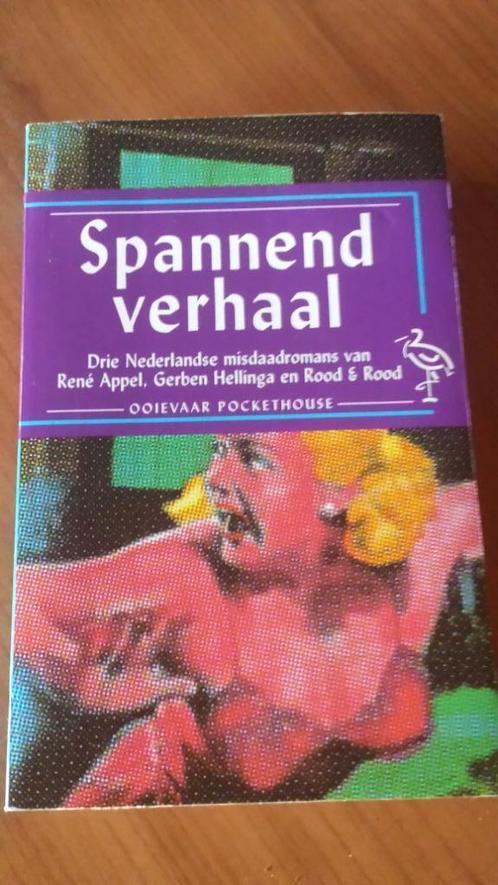 Spannend
verhaal
Drie Nederlandse misdaadromans van
René Appel, Gerben Hellinga en Rood & Rood
OOIEVAAR POCKETHOUSE